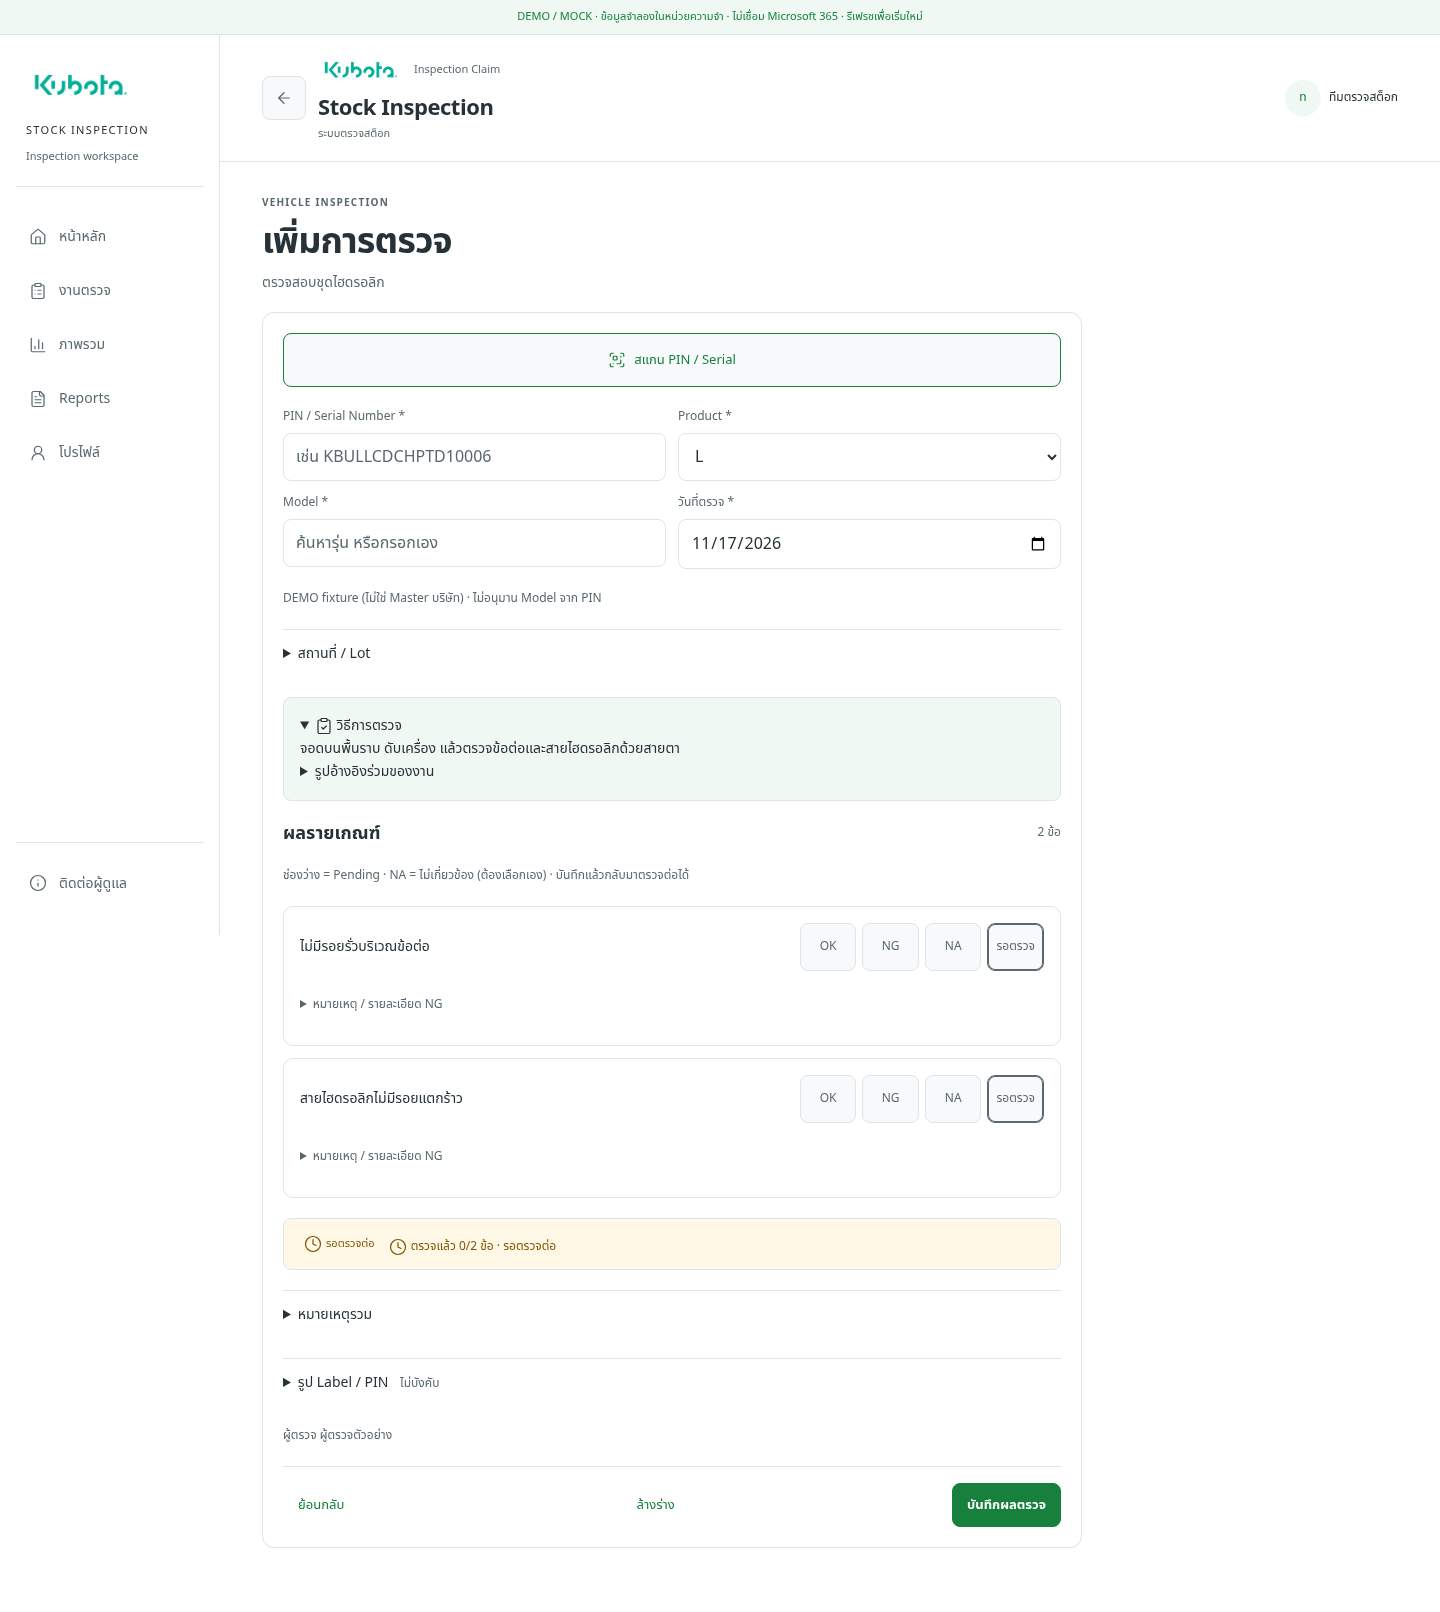 DEMO / MOCK · ข้อมูลจำลองในหน่วยความจำ · ไม่เชื่อม Microsoft 365 · รีเฟรชเพื่อเริ่มใหม่
Kubota
STOCK INSPECTION
Inspection workspace
หน้าหลัก
งานตรวจ
ภาพรวม
Reports
โปรไฟล์
ติดต่อผู้ดูแล
Kubota Inspection Claim
Stock Inspection
ระบบตรวจสต็อก
ท ทีมตรวจสต็อก
VEHICLE INSPECTION
เพิ่มการตรวจ
ตรวจสอบชุดไฮดรอลิก
สแกน PIN / Serial
PIN / Serial Number * Product *
เช่น KBULLCDCHPTD10006 L
Model * วันที่ตรวจ *
ค้นหารุ่น หรือกรอกเอง 11/17/2026
DEMO fixture (ไม่ใช่ Master บริษัท) · ไม่อนุมาน Model จาก PIN
สถานที่ / Lot
วิธีการตรวจ
จอดบนพื้นราบ ดับเครื่อง แล้วตรวจข้อต่อและสายไฮดรอลิกด้วยสายตา
รูปอ้างอิงร่วมของงาน
ผลรายเกณฑ์ 2 ข้อ
ช่องว่าง = Pending · NA = ไม่เกี่ยวข้อง (ต้องเลือกเอง) · บันทึกแล้วกลับมาตรวจต่อได้
ไม่มีรอยรั่วบริเวณข้อต่อ OK NG NA รอตรวจ
หมายเหตุ / รายละเอียด NG
สายไฮดรอลิกไม่มีรอยแตกร้าว OK NG NA รอตรวจ
หมายเหตุ / รายละเอียด NG
รอตรวจต่อ ตรวจแล้ว 0/2 ข้อ · รอตรวจต่อ
หมายเหตุรวม
รูป Label / PIN ไม่บังคับ
ผู้ตรวจ ผู้ตรวจตัวอย่าง
ย้อนกลับ ล้างร่าง บันทึกผลตรวจ